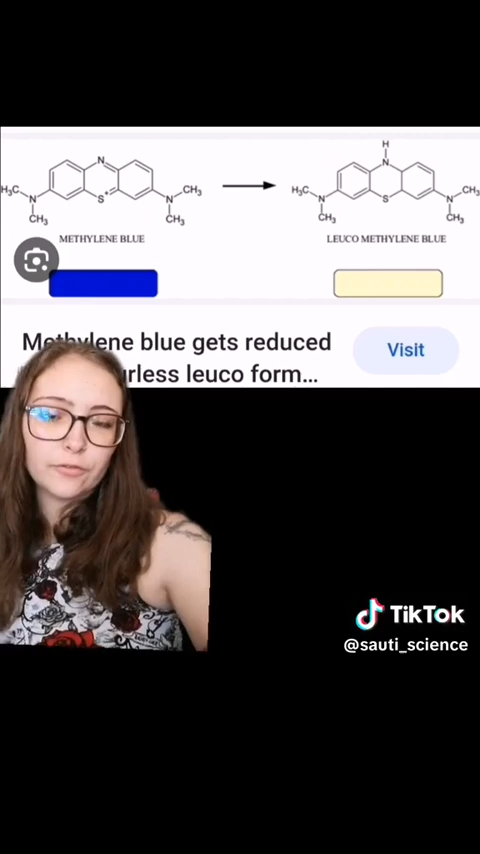 H
N
N
H₃C
N
S⁺
N
CH₃
H₃C
N
S
N
CH₃
CH₃
CH₃
CH₃
CH₃
METHYLENE BLUE
LEUCO METHYLENE BLUE
Methylene blue gets reduced
Visit
leuco form...
TikTok
@sauti_science